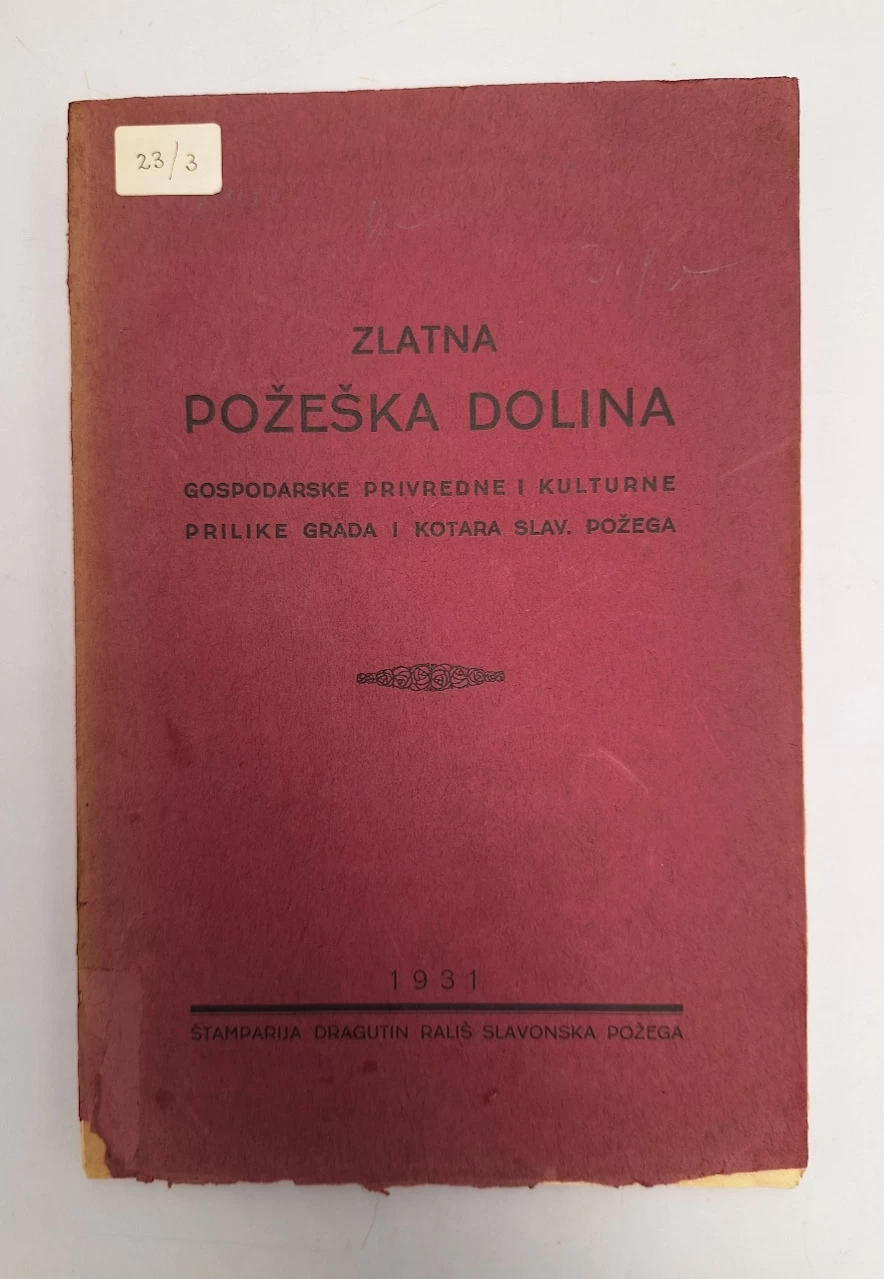 23/3
ZLATNA
POŽEŠKA DOLINA
GOSPODARSKE PRIVREDNE I KULTURNE
PRILIKE GRADA I KOTARA SLAV. POŽEGA
1931
ŠTAMPARIJA DRAGUTIN RALIŠ SLAVONSKA POŽEGA